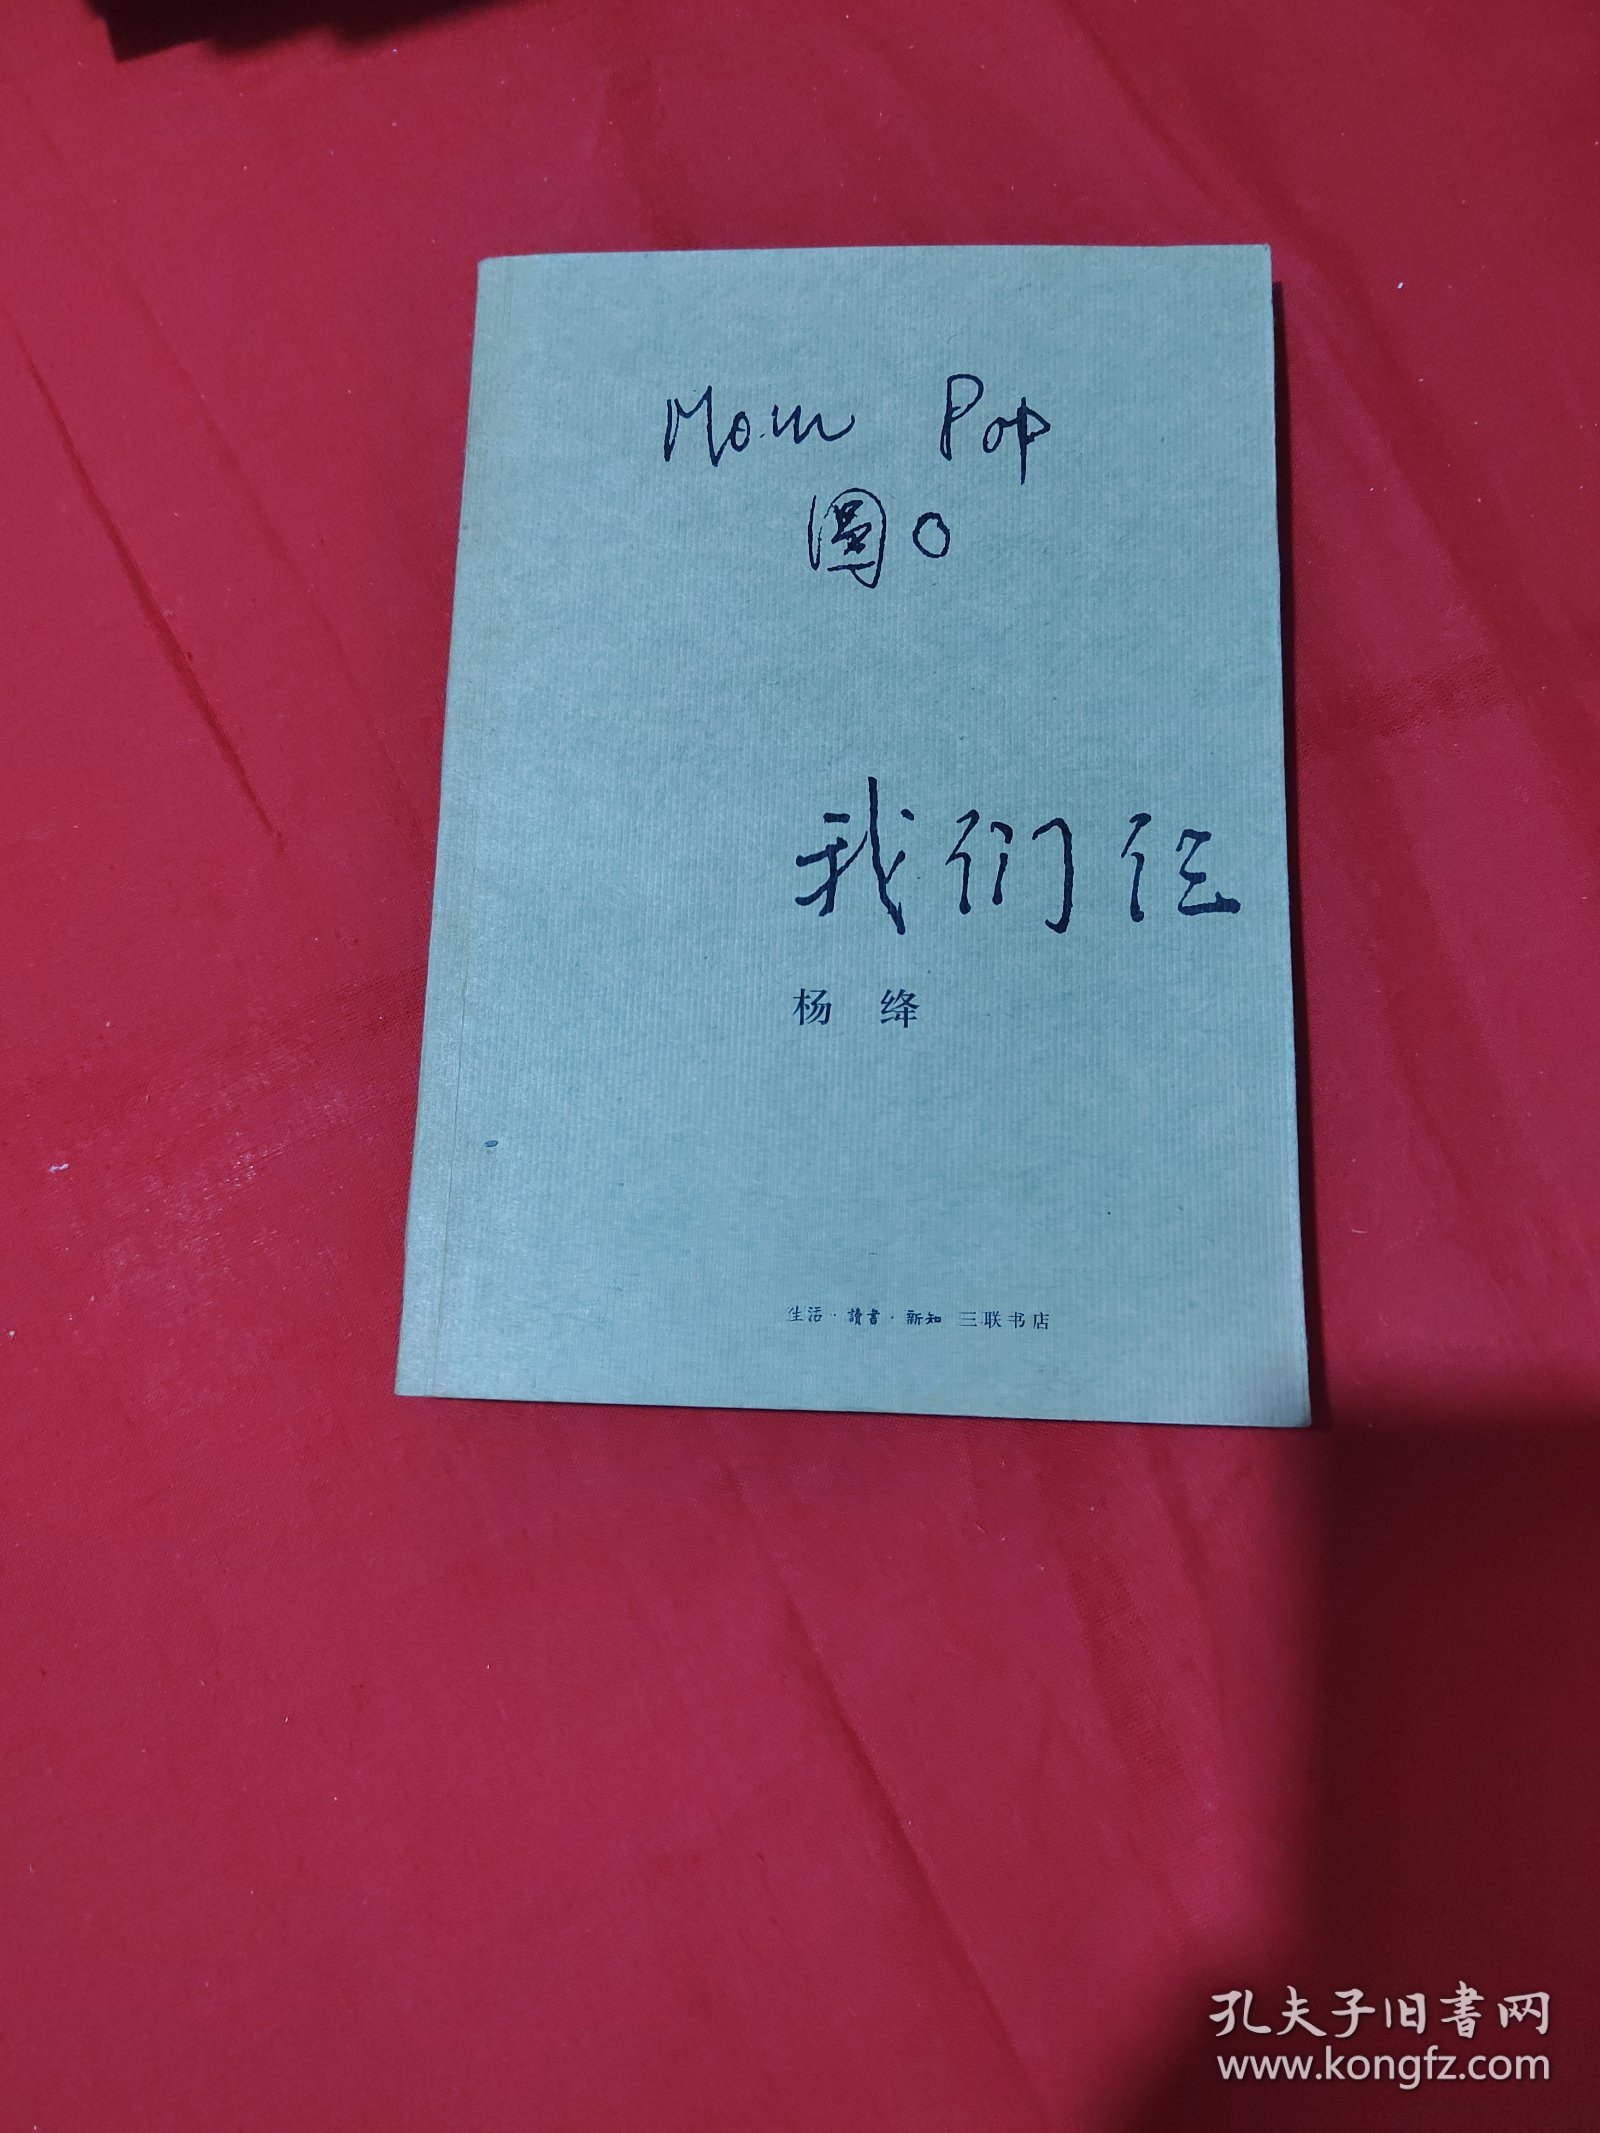 Mom Pop
圆O
我们仨
杨 绛
生活·讀書·新知 三联书店
孔夫子旧书网
www.kongfz.com